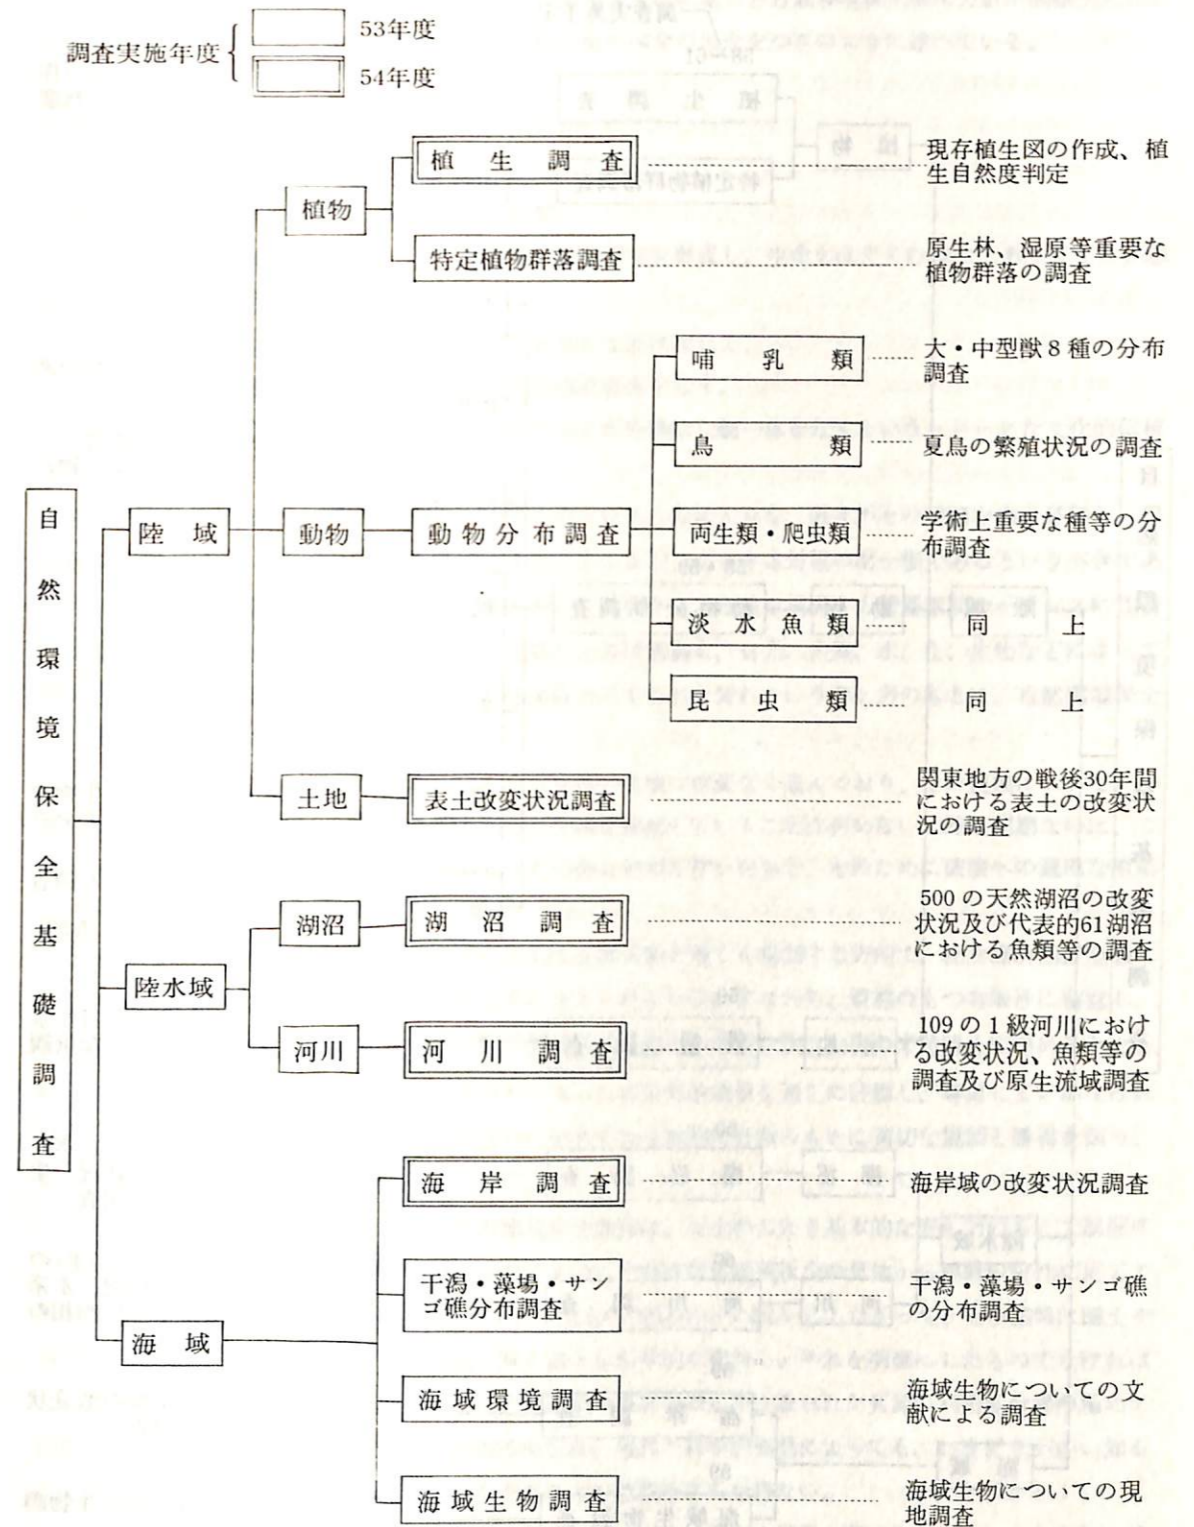 調査実施年度
53年度
54年度
自然環境保全基礎調査
陸域
植物
植生調査
現存植生図の作成、植
生自然度判定
特定植物群落調査
原生林、湿原等重要な
植物群落の調査
動物
動物分布調査
哺乳類
大・中型獣8種の分布
調査
鳥類
夏鳥の繁殖状況の調査
両生類・爬虫類
学術上重要な種等の分
布調査
淡水魚類
同上
昆虫類
同上
土地
表土改変状況調査
関東地方の戦後30年間
における表土の改変状
況の調査
陸水域
湖沼
湖沼調査
500の天然湖沼の改変
状況及び代表的61湖沼
における魚類等の調査
河川
河川調査
109の1級河川におけ
る改変状況、魚類等の
調査及び原生流域調査
海域
海岸調査
海岸域の改変状況調査
干潟・藻場・サン
ゴ礁分布調査
干潟・藻場・サンゴ礁
の分布調査
海域環境調査
海域生物についての文
献による調査
海域生物調査
海域生物についての現
地調査